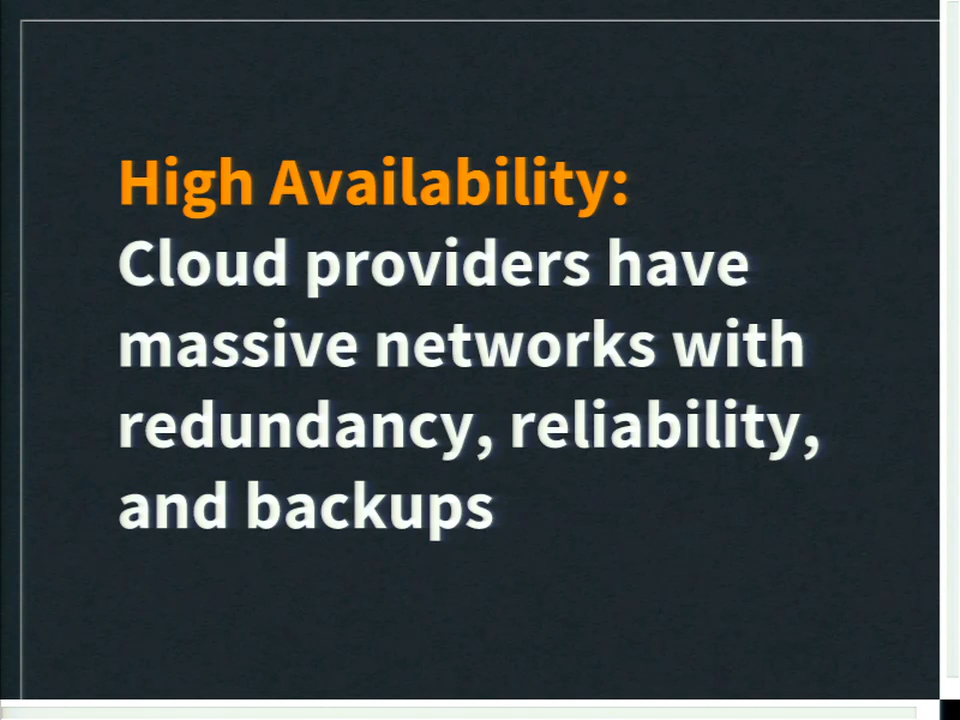 High Availability:
Cloud providers have
massive networks with
redundancy, reliability,
and backups